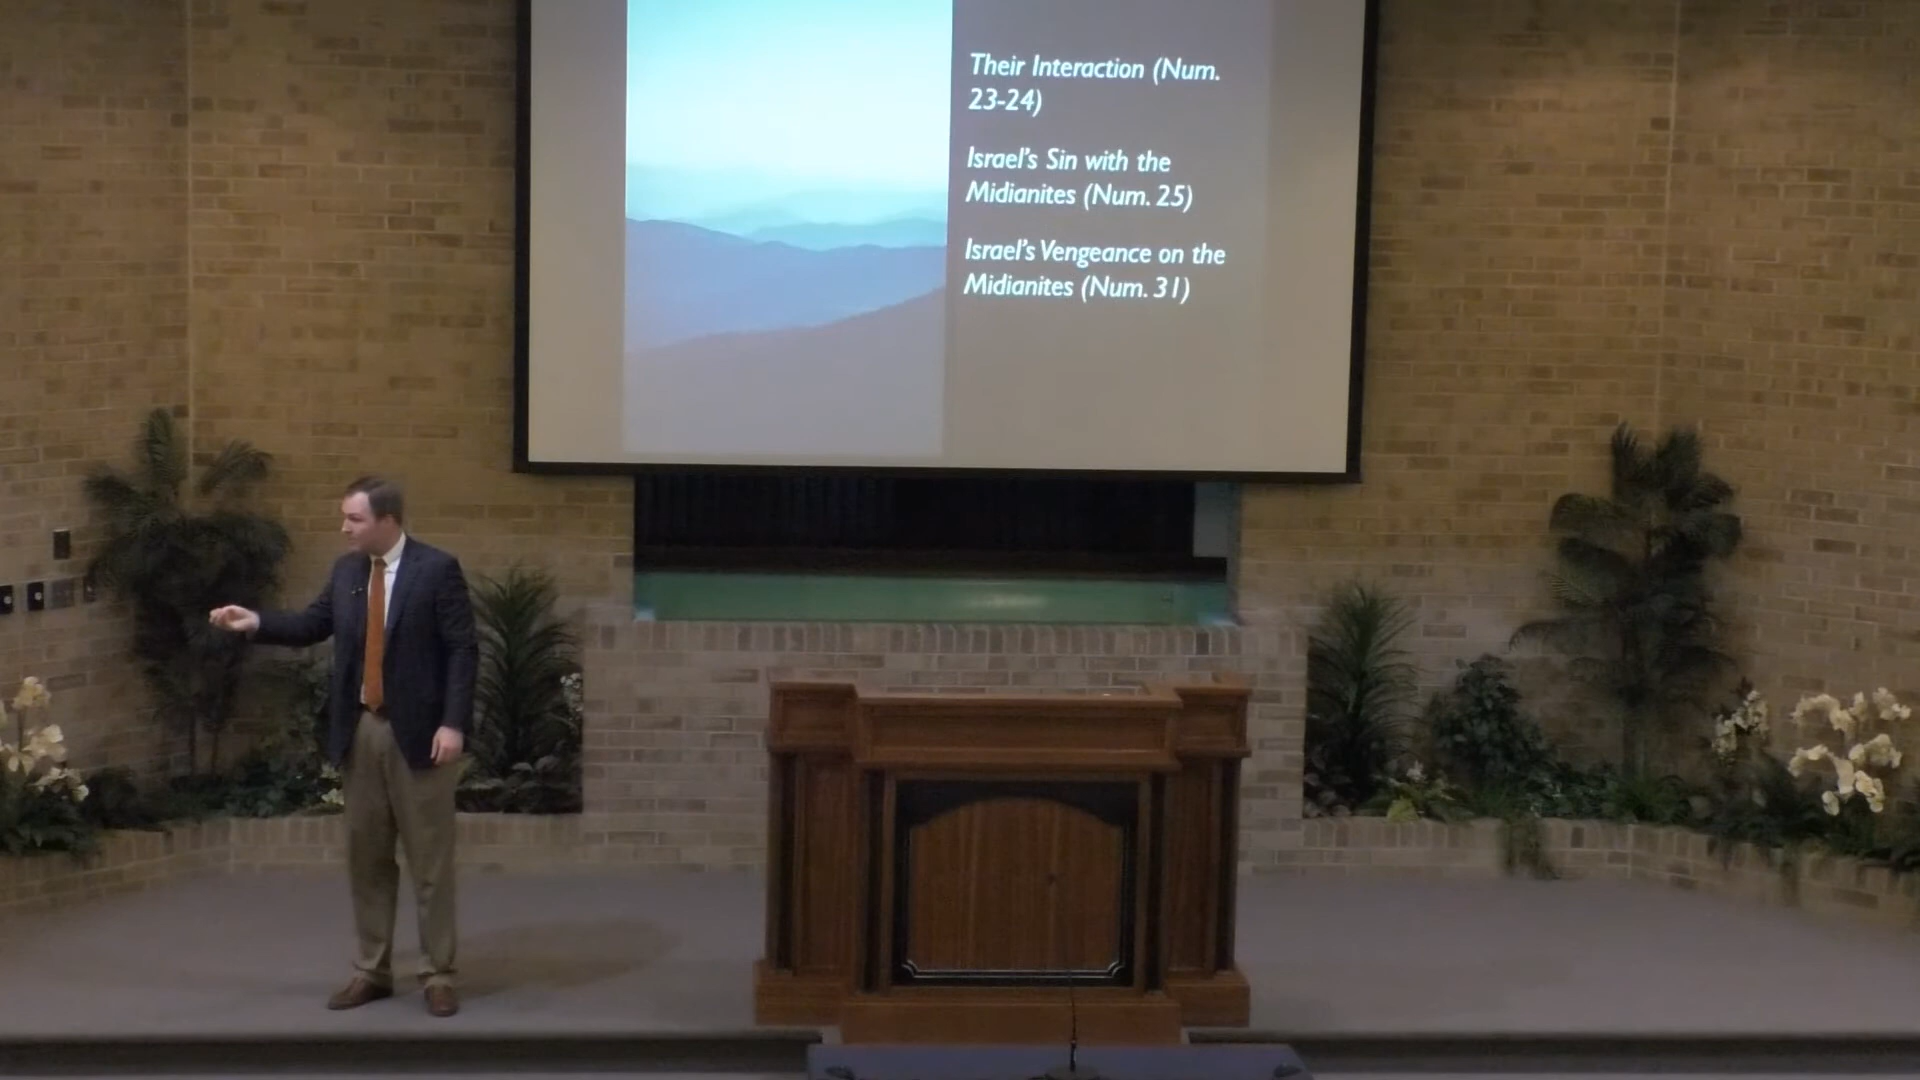 Their Interaction (Num.
23-24)
Israel's Sin with the
Midianites (Num. 25)
Israel's Vengeance on the
Midianites (Num. 31)